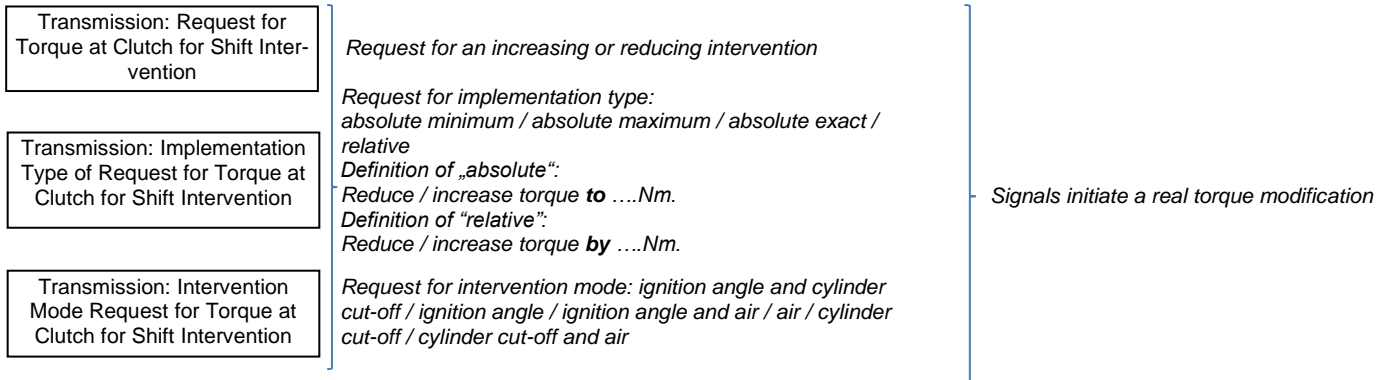 Transmission: Request for
Torque at Clutch for Shift Inter-
vention
Request for an increasing or reducing intervention
Transmission: Implementation
Type of Request for Torque at
Clutch for Shift Intervention
Request for implementation type:
absolute minimum / absolute maximum / absolute exact /
relative
Definition of „absolute“:
Reduce / increase torque to ….Nm.
Definition of “relative”:
Reduce / increase torque by ….Nm.
Signals initiate a real torque modification
Transmission: Intervention
Mode Request for Torque at
Clutch for Shift Intervention
Request for intervention mode: ignition angle and cylinder
cut-off / ignition angle / ignition angle and air / air / cylinder
cut-off / cylinder cut-off and air